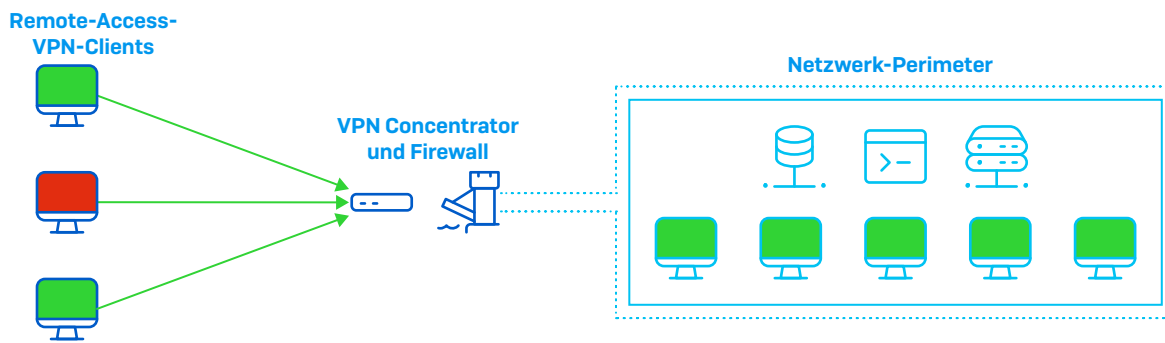 Remote-Access-
VPN-Clients
VPN Concentrator
und Firewall
Netzwerk-Perimeter